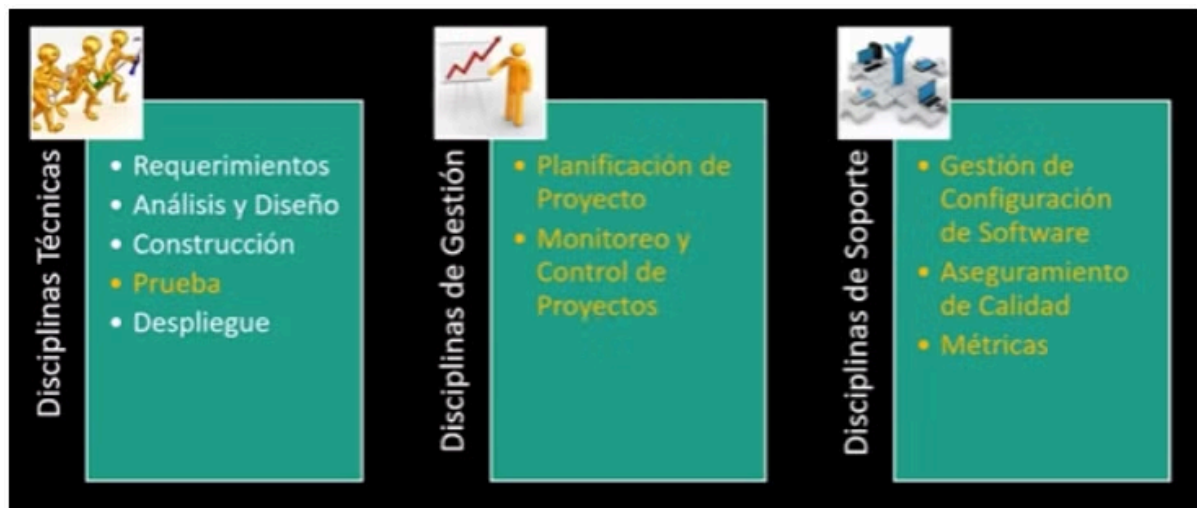 Disciplinas Técnicas
• Requerimientos
• Análisis y Diseño
• Construcción
• Prueba
• Despliegue
Disciplinas de Gestión
• Planificación de
Proyecto
• Monitoreo y
Control de
Proyectos
Disciplinas de Soporte
• Gestión de
Configuración
de Software
• Aseguramiento
de Calidad
• Métricas